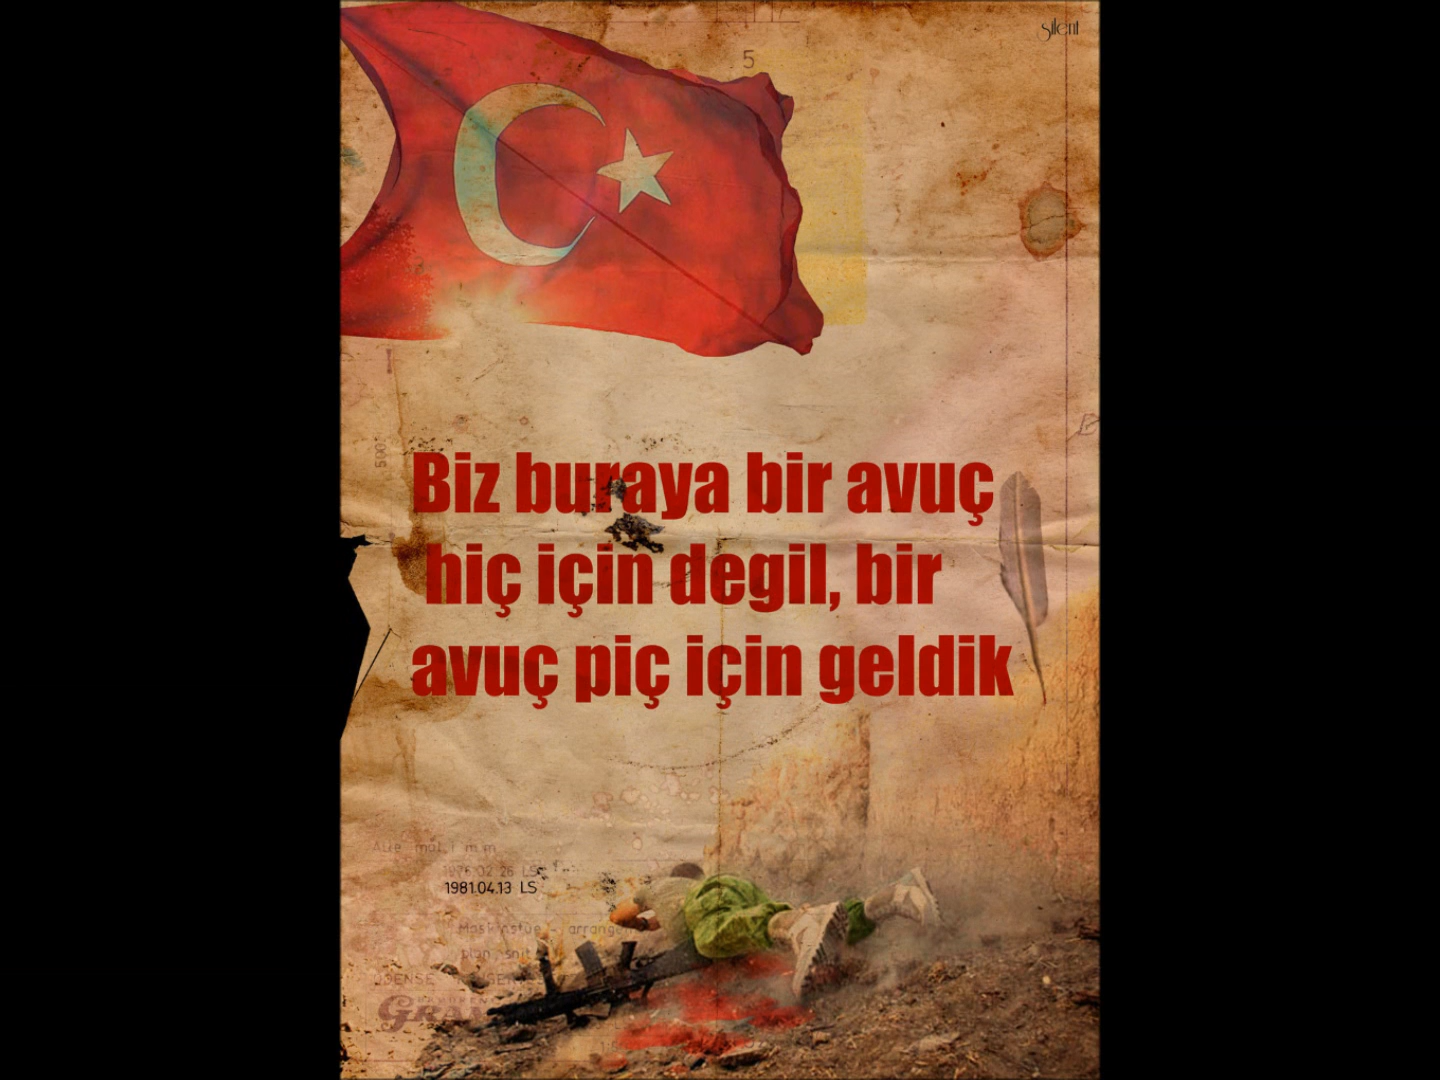 silent
5
Biz buraya bir avuç
hiç için degil, bir
avuç piç için geldik
1981.04.13 LS